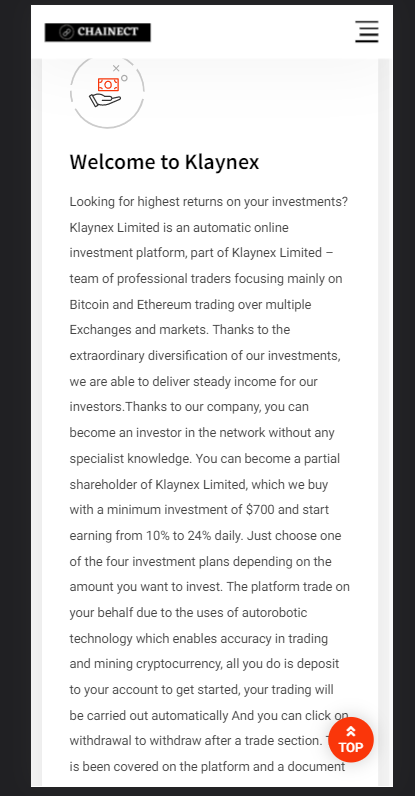 CHAINECT
Welcome to Klaynex
Looking for highest returns on your investments?
Klaynex Limited is an automatic online
investment platform, part of Klaynex Limited –
team of professional traders focusing mainly on
Bitcoin and Ethereum trading over multiple
Exchanges and markets. Thanks to the
extraordinary diversification of our investments,
we are able to deliver steady income for our
investors.Thanks to our company, you can
become an investor in the network without any
specialist knowledge. You can become a partial
shareholder of Klaynex Limited, which we buy
with a minimum investment of $700 and start
earning from 10% to 24% daily. Just choose one
of the four investment plans depending on the
amount you want to invest. The platform trade on
your behalf due to the uses of autorobotic
technology which enables accuracy in trading
and mining cryptocurrency, all you do is deposit
to your account to get started, your trading will
be carried out automatically And you can click on
withdrawal to withdraw after a trade section.
is been covered on the platform and a document
TOP